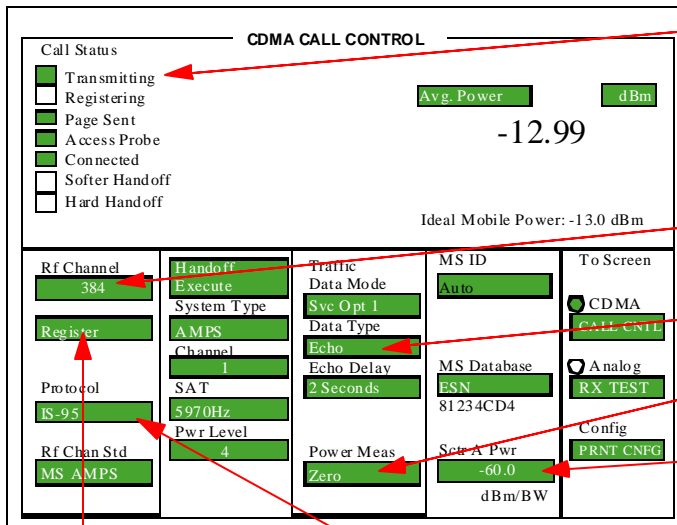 CDMA CALL CONTROL
Call Status
Transmitting
Registering
Page Sent
Access Probe
Connected
Softer Handoff
Hard Handoff
Avg. Power
dBm
-12.99
Ideal Mobile Power: -13.0 dBm
Rf Channel
384
Register
Protocol
IS-95
Rf Chan Std
MS AMPS
Handoff
Execute
System Type
AMPS
Channel
1
SAT
5970Hz
Pwr Level
4
Traffic
Data Mode
Svc Opt 1
Data Type
Echo
Echo Delay
2 Seconds
Power Meas
Zero
MS ID
Auto
MS Database
ESN
81234CD4
Sctr A Pwr
-60.0
dBm/BW
To Screen
CDMA
CALL CNTL
Analog
RX TEST
Config
PRNT CNFG